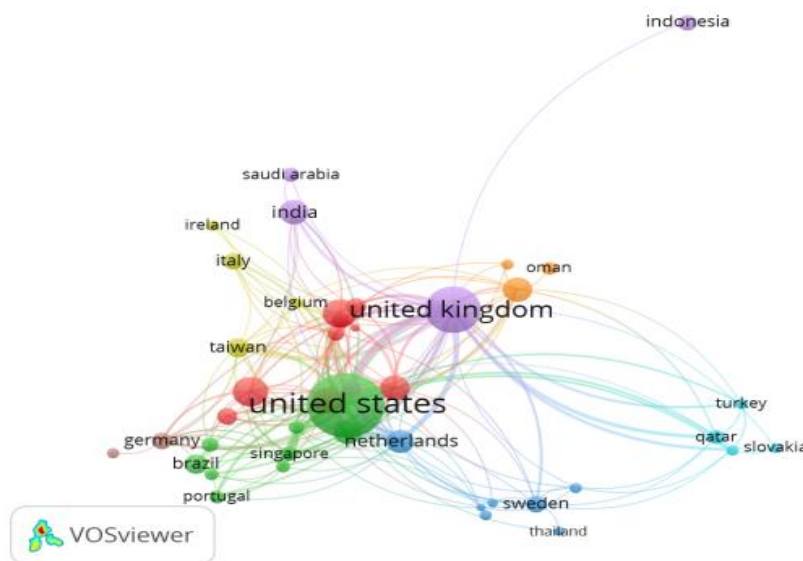 indonesia
saudi arabia
india
ireland
italy
oman
belgium
united kingdom
taiwan
united states
turkey
germany
netherlands
qatar
slovakia
brazil
singapore
portugal
sweden
thailand
VOSviewer